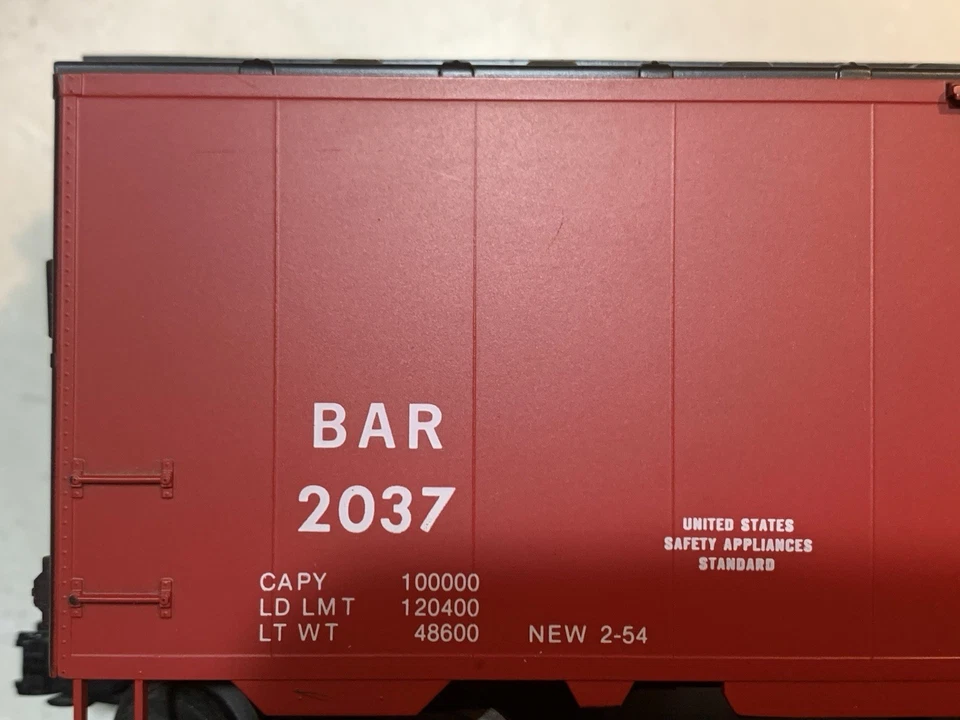 BAR
2037
CAPY 100000
LD LMT 120400
LT WT 48600 NEW 2-54
UNITED STATES
SAFETY APPLIANCES
STANDARD